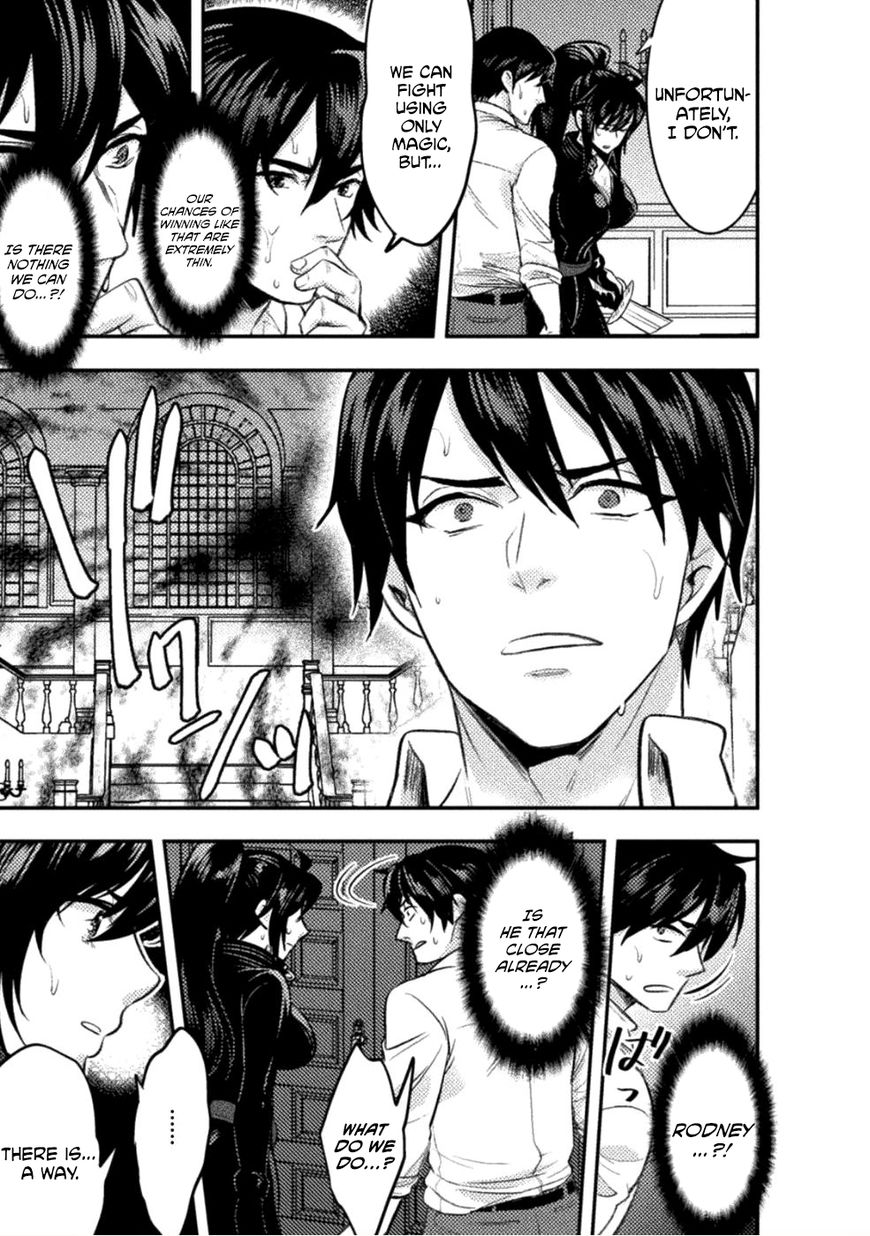 UNFORTUN-
ATELY,
I DON'T.
WE CAN
FIGHT
USING
ONLY
MAGIC,
BUT...
OUR
CHANCES OF
WINNING LIKE
THAT ARE
EXTREMELY
THIN.
IS THERE
NOTHING
WE CAN
DO...?!
RODNEY
...?!
ばっ
IS
HE THAT
CLOSE
ALREADY
...?
WHAT
DO WE
DO...?
......
THERE IS...
A WAY.